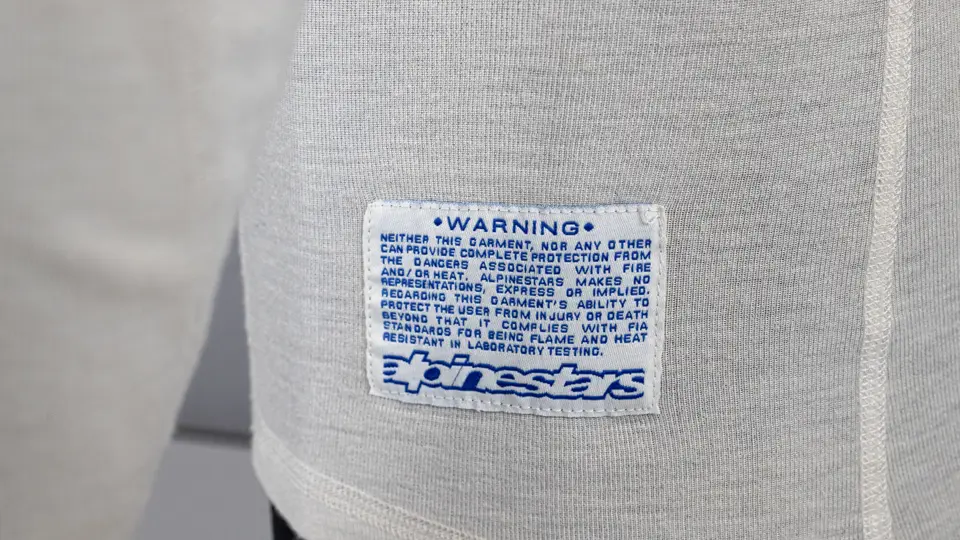 •WARNING•
NEITHER THIS GARMENT, NOR ANY OTHER
CAN PROVIDE COMPLETE PROTECTION FROM
THE DANGERS ASSOCIATED WITH FIRE
AND/OR HEAT. ALPINESTARS MAKES NO
REPRESENTATIONS, EXPRESS OR IMPLIED,
REGARDING THIS GARMENT'S ABILITY TO
PROTECT THE USER FROM INJURY OR DEATH
BEYOND THAT IT COMPLIES WITH FIA
STANDARDS FOR BEING FLAME AND HEAT
RESISTANT IN LABORATORY TESTING.
alpinestars